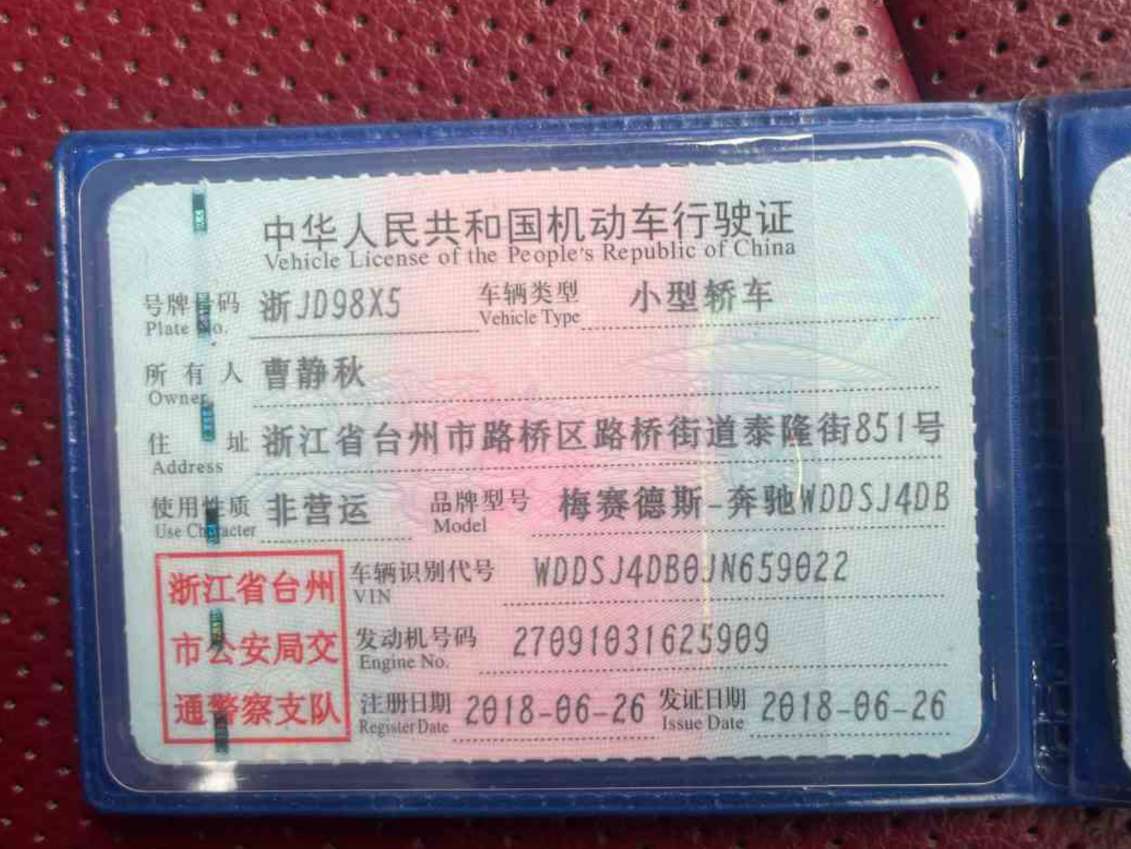 中华人民共和国机动车行驶证
Vehicle License of the People's Republic of China
号牌号码 浙JD98X5 车辆类型 小型轿车
Plate No. Vehicle Type
所有人 曹静秋
Owner
住址 浙江省台州市路桥区路桥街道泰隆街851号
Address
使用性质 非营运 品牌型号 梅赛德斯-奔驰WDDSJ4DB
Use Character Model
浙江省台州
市公安局交
通警察支队
车辆识别代号 WDDSJ4DB0JN659022
VIN
发动机号码 27091031625909
Engine No.
注册日期 2018-06-26 发证日期 2018-06-26
Register Date Issue Date